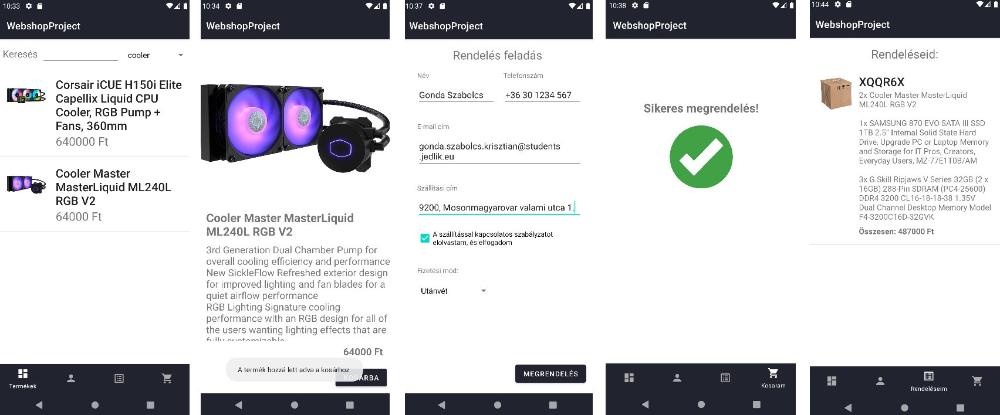 10:33
WebshopProject
Keresés
cooler
Corsair iCUE H150i Elite
Capellix Liquid CPU
Cooler, RGB Pump +
Fans, 360mm
640000 Ft
Cooler Master
MasterLiquid ML240L
RGB V2
64000 Ft
Termékek
10:34
WebshopProject
Cooler Master MasterLiquid
ML240L RGB V2
3rd Generation Dual Chamber Pump for
overall cooling efficiency and performance
New SickleFlow Refreshed exterior design
for improved lighting and fan blades for a
quiet airflow performance
RGB Lighting Signature cooling
performance with an RGB design for all of
the users wanting lighting effects that are
fully customizable
64000 Ft
A termék hozzá lett adva a kosárhoz.
KOSÁRBA
10:37
WebshopProject
Rendelés feladás
Név
Telefonszám
Gonda Szabolcs
+36 30 1234 567
E-mail cím
gonda.szabolcs.krisztian@students
.jedlik.eu
Szállítási cím
9200, Mosonmagyarovar valami utca 1.
A szállítással kapcsolatos szabályzatot
elolvastam, és elfogadom
Fizetési mód:
Utánvét
MEGRENDELÉS
10:38
WebshopProject
Sikeres megrendelés!
Kosaram
10:44
WebshopProject
Rendeléseid:
XQQR6X
2x Cooler Master MasterLiquid
ML240L RGB V2
1x SAMSUNG 870 EVO SATA III SSD
1TB 2.5" Internal Solid State Hard
Drive, Upgrade PC or Laptop Memory
and Storage for IT Pros, Creators,
Everyday Users, MZ-77E1T0B/AM
3x G.Skill Ripjaws V Series 32GB (2 x
16GB) 288-Pin SDRAM (PC4-25600)
DDR4 3200 CL16-18-18-38 1.35V
Dual Channel Desktop Memory Model
F4-3200C16D-32GVK
Összesen: 487000 Ft
Rendeléseim